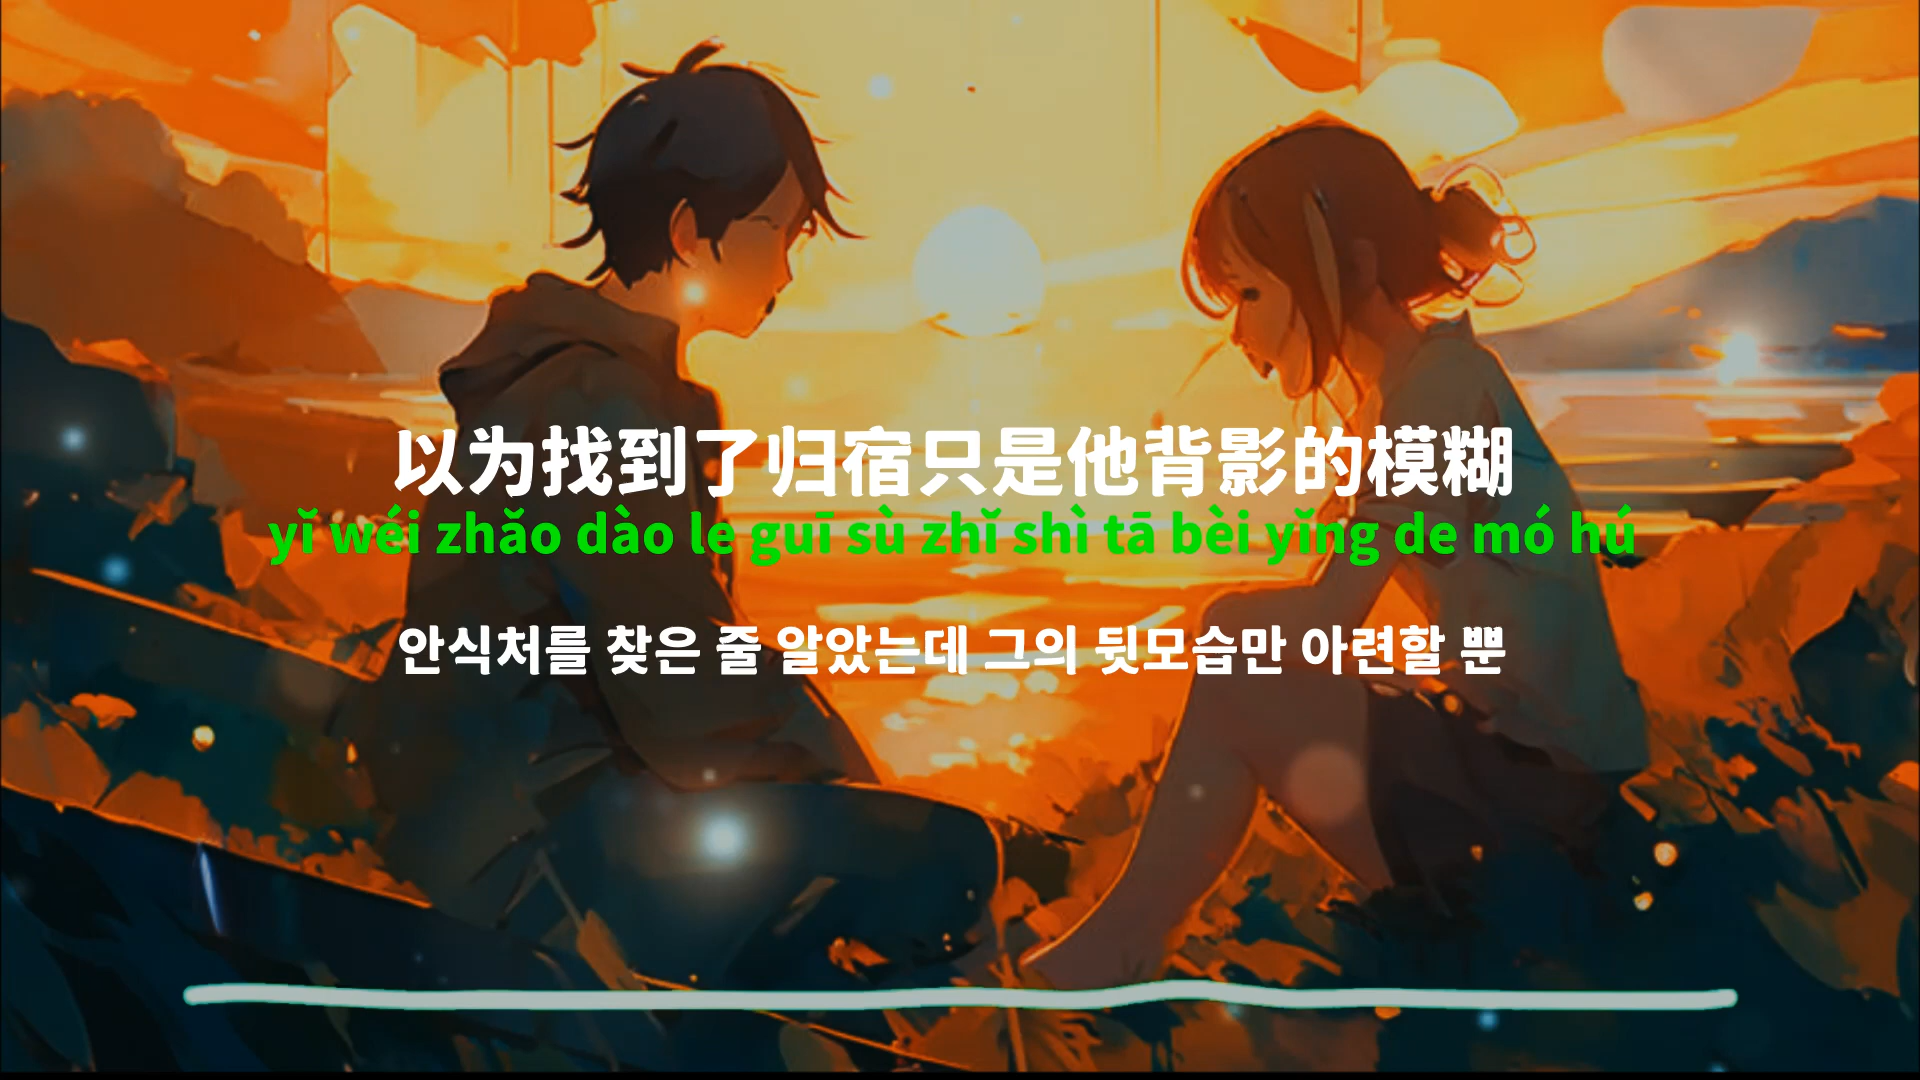 以为找到了归宿只是他背影的模糊
yǐ wéi zhǎo dào le guī sù zhǐ shì tā bèi yǐng de mó hú
안식처를 찾은 줄 알았는데 그의 뒷모습만 아련할 뿐